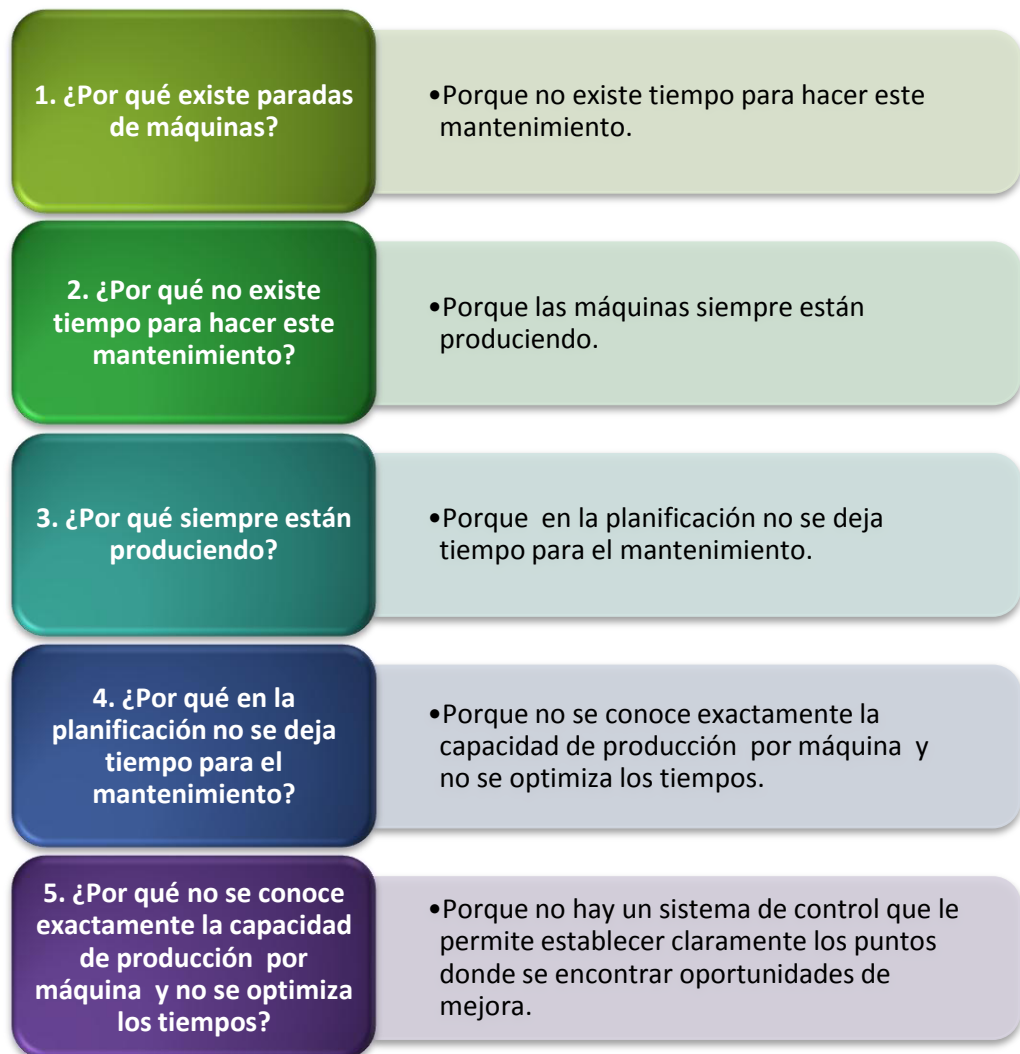 1. ¿Por qué existe paradas
de máquinas?
•Porque no existe tiempo para hacer este
mantenimiento.
2. ¿Por qué no existe
tiempo para hacer este
mantenimiento?
•Porque las máquinas siempre están
produciendo.
3. ¿Por qué siempre están
produciendo?
•Porque  en la planificación no se deja
tiempo para el mantenimiento.
4. ¿Por qué en la
planificación no se deja
tiempo para el
mantenimiento?
•Porque no se conoce exactamente la
capacidad de producción  por máquina  y
no se optimiza los tiempos.
5. ¿Por qué no se conoce
exactamente la capacidad
de producción  por
máquina  y no se optimiza
los tiempos?
•Porque no hay un sistema de control que le
permite establecer claramente los puntos
donde se encontrar oportunidades de
mejora.